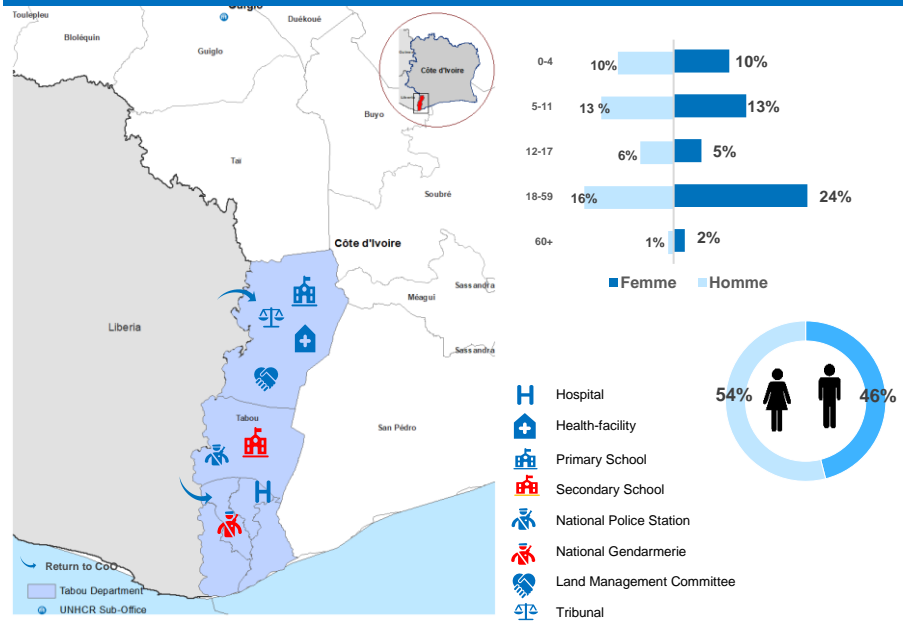 Toulepleu
Guiglo
Duékoué
Bloléquin
Guiglo
Côte d'Ivoire
Buyo
Taï
Soubré
Côte d'Ivoire
Sassandra
Méagui
Liberia
Sassandra
Tabou
San Pédro
Return to CoO
Tabou Department
UNHCR Sub-Office
0-4
10%
10%
5-11
13 %
13%
12-17
6%
5%
18-59
16%
24%
60+
1%
2%
Femme Homme
54%
46%
Hospital
Health-facility
Primary School
Secondary School
National Police Station
National Gendarmerie
Land Management Committee
Tribunal